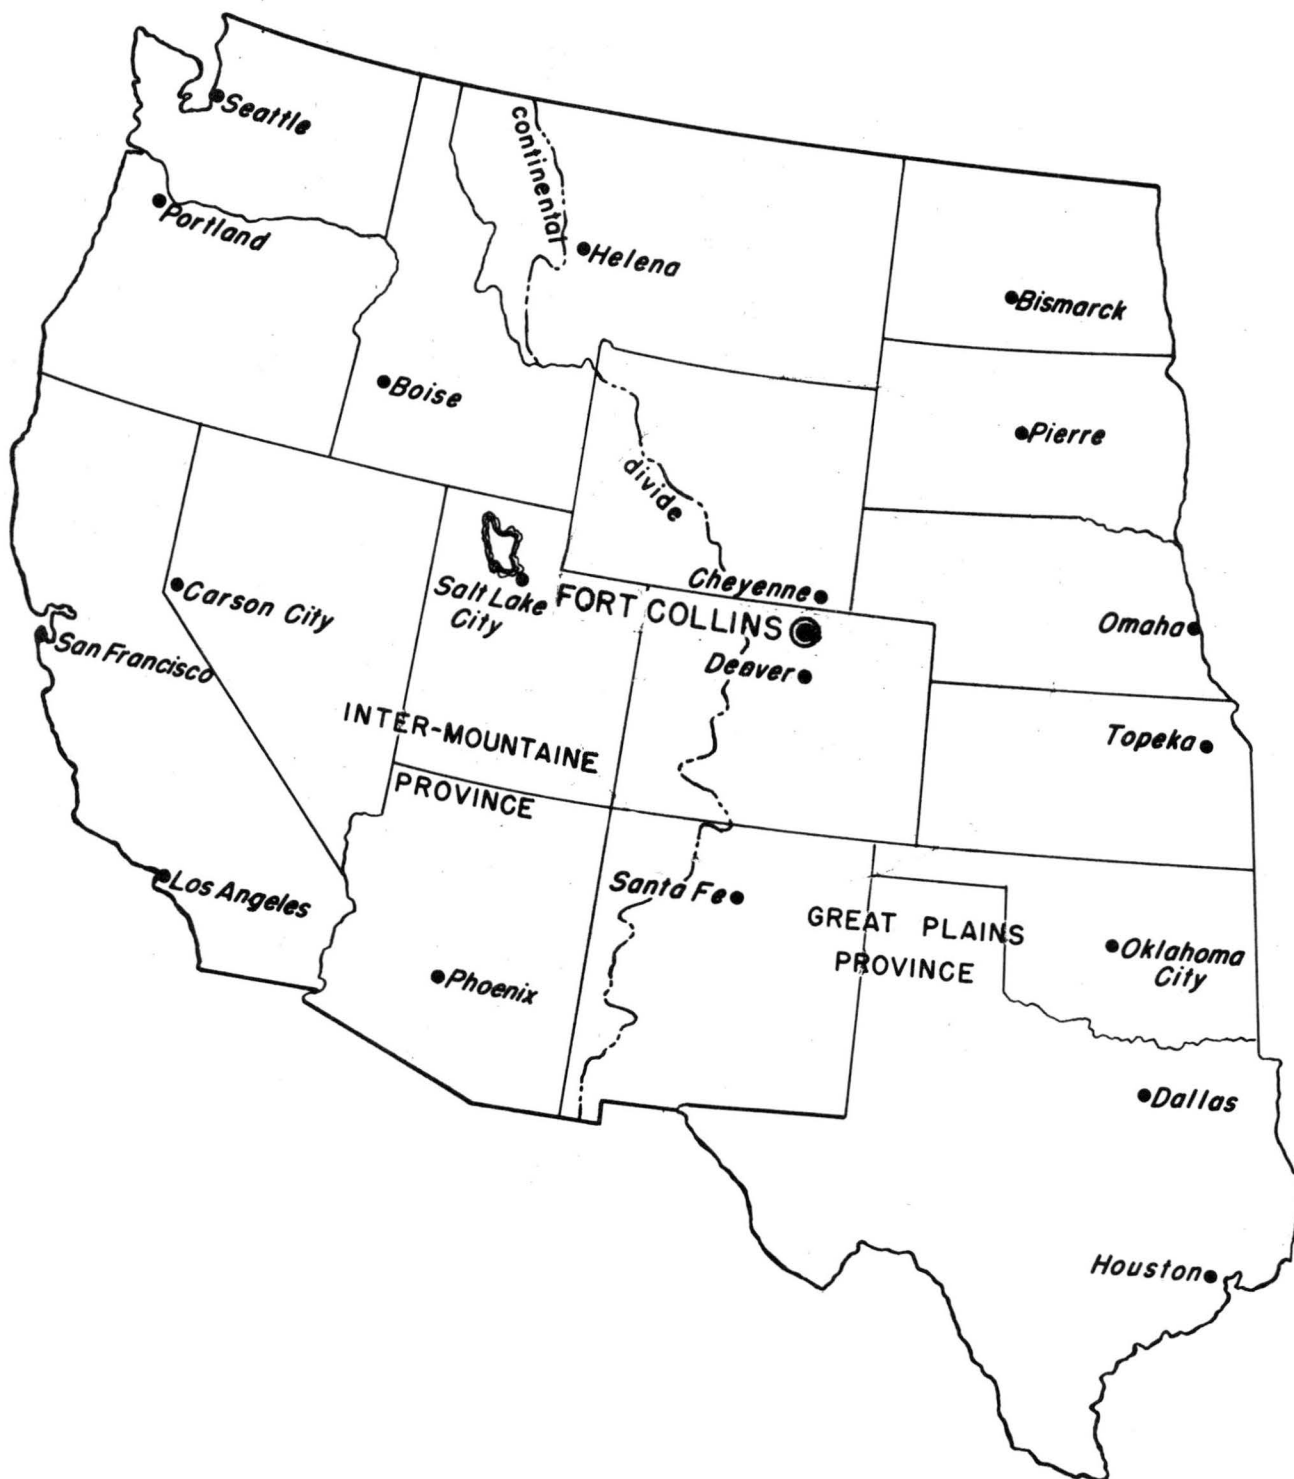 Seattle
continental
Portland
Helena
Bismarck
Boise
Pierre
divide
Cheyenne
Carson City
Salt Lake
City
FORT COLLINS
Omaha
San Francisco
Denver
INTER-MOUNTAINE
PROVINCE
Topeka
Los Angeles
Santa Fe
GREAT PLAINS
PROVINCE
Oklahoma
City
Phoenix
Dallas
Houston